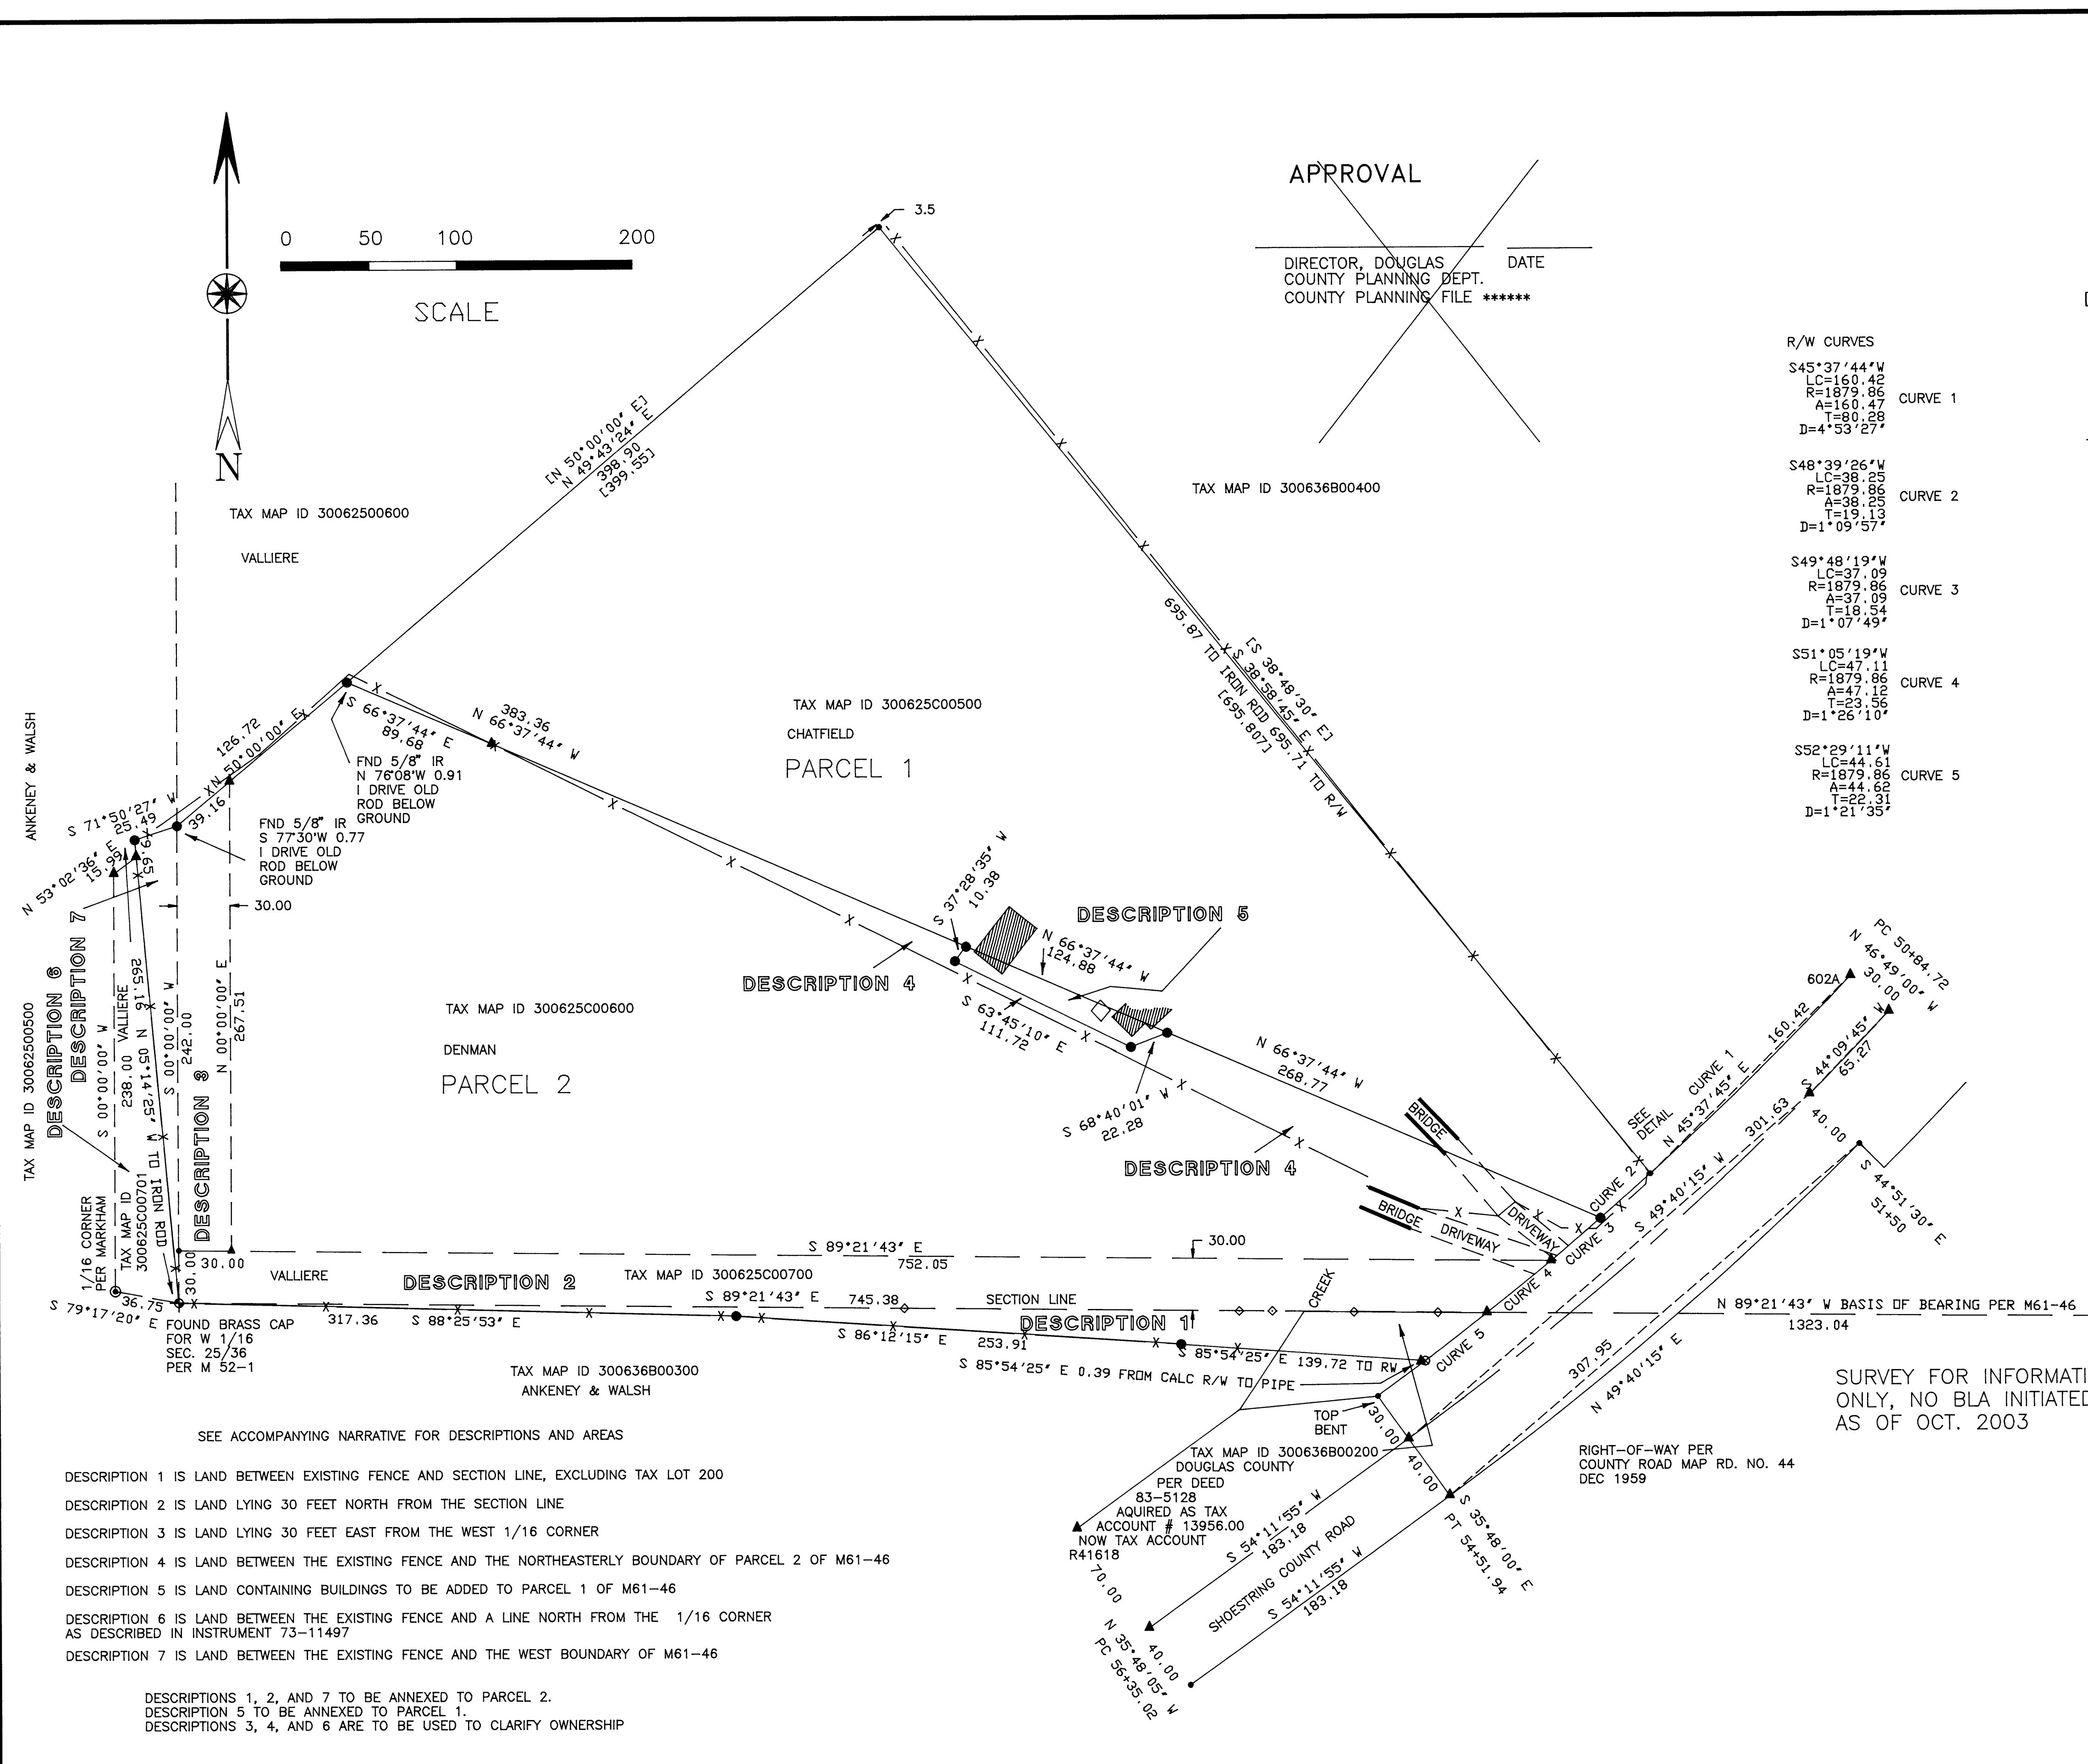 3.5
0 50 100 200
SCALE
N
APPROVAL
DIRECTOR, DOUGLAS
COUNTY PLANNING DEPT.
COUNTY PLANNING FILE ******
DATE
R/W CURVES
S45°37'44"W
LC=160.42
R=1879.86
A=160.47
T=80.28
D=4°53'27"
CURVE 1
S48°39'26"W
LC=38.25
R=1879.86
A=38.25
T=19.13
D=1°09'57"
CURVE 2
S49°48'19"W
LC=37.09
R=1879.86
A=37.09
T=18.54
D=1°07'49"
CURVE 3
S51°05'19"W
LC=47.11
R=1879.86
A=47.12
T=23.56
D=1°26'10"
CURVE 4
S52°29'11"W
LC=44.61
R=1879.86
A=44.62
T=22.31
D=1°21'35"
CURVE 5
[N 50°00'00" E]
N 49°43'24" E
398.90
[399.55]
TAX MAP ID 30062500600
VALLIERE
TAX MAP ID 300636B00400
[S 38°48'30" E]
S 38°58'45" E
695.87 TO IRON ROD 695.71 TO R/W
[695.807]
ANKENEY & WALSH
126.72
N 50°00'00" E
39.16
S 66°37'44" E
89.68
383.36
N 66°37'44" W
TAX MAP ID 300625C00500
CHATFIELD
PARCEL 1
FND 5/8" IR
N 76°08'W 0.91
I DRIVE OLD
ROD BELOW
GROUND
FND 5/8" IR
S 77°30'W 0.77
I DRIVE OLD
ROD BELOW
GROUND
S 71°50'27" W
25.49
N 53°02'36" E
15.99
9.65
30.00
S 37°28'35" W
10.38
DESCRIPTION 5
N 66°37'44" W
124.88
DESCRIPTION 4
S 63°45'10" E
111.72
S 68°40'01" W
22.28
N 66°37'44" W
268.77
DESCRIPTION 4
TAX MAP ID 300625C00600
DENMAN
PARCEL 2
TAX MAP ID 30062500500
DESCRIPTION 6
DESCRIPTION 7
S 00°00'00" W
238.00 VALLIERE
265.16 N 05°14'25" W TO IRON ROD
S 00°00'00" W
242.00
N 00°00'00" E
267.51
DESCRIPTION 3
1/16 CORNER
PER MARKHAM
TAX MAP ID
300625C00701
BRIDGE
BRIDGE
DRIVEWAY
DRIVEWAY
SEE
DETAIL
CURVE 1
160.42
N 45°37'45" E
CURVE 2
CURVE 3
CURVE 4
CURVE 5
602A
PC 50+84.72
N 46°49'00" W
30.00
S 44°09'45" W
65.27
301.63
S 49°40'15" W
40.00
S 44°51'30" E
51+50
30.00
30.00
S 89°21'43" E
752.05
30.00
VALLIERE
DESCRIPTION 2
TAX MAP ID 300625C00700
S 89°21'43" E 745.38
SECTION LINE
CREEK
N 89°21'43" W BASIS OF BEARING PER M61-46
1323.04
36.75
S 79°17'20" E
FOUND BRASS CAP
FOR W 1/16
SEC. 25/36
PER M 52-1
317.36 S 88°25'53" E
DESCRIPTION 1
S 86°12'15" E 253.91
S 85°54'25" E 139.72 TO RW
S 85°54'25" E 0.39 FROM CALC R/W TO PIPE
TAX MAP ID 300636B00300
ANKENEY & WALSH
307.95
N 49°40'15" E
SURVEY FOR INFORMATI
ONLY, NO BLA INITIATED
AS OF OCT. 2003
TOP
BENT
30.00
40.00
TAX MAP ID 300636B00200
DOUGLAS COUNTY
PER DEED
83-5128
AQUIRED AS TAX
ACCOUNT # 13956.00
NOW TAX ACCOUNT
R41618
RIGHT-OF-WAY PER
COUNTY ROAD MAP RD. NO. 44
DEC 1959
S 54°11'55" W
183.18
SHOESTRING COUNTY ROAD
S 54°11'55" W
183.18
S 35°48'00" E
PT 54+51.94
70.00
40.00
N 35°48'05" W
PC 56+35.02
SEE ACCOMPANYING NARRATIVE FOR DESCRIPTIONS AND AREAS
DESCRIPTION 1 IS LAND BETWEEN EXISTING FENCE AND SECTION LINE, EXCLUDING TAX LOT 200
DESCRIPTION 2 IS LAND LYING 30 FEET NORTH FROM THE SECTION LINE
DESCRIPTION 3 IS LAND LYING 30 FEET EAST FROM THE WEST 1/16 CORNER
DESCRIPTION 4 IS LAND BETWEEN THE EXISTING FENCE AND THE NORTHEASTERLY BOUNDARY OF PARCEL 2 OF M61-46
DESCRIPTION 5 IS LAND CONTAINING BUILDINGS TO BE ADDED TO PARCEL 1 OF M61-46
DESCRIPTION 6 IS LAND BETWEEN THE EXISTING FENCE AND A LINE NORTH FROM THE 1/16 CORNER
AS DESCRIBED IN INSTRUMENT 73-11497
DESCRIPTION 7 IS LAND BETWEEN THE EXISTING FENCE AND THE WEST BOUNDARY OF M61-46
DESCRIPTIONS 1, 2, AND 7 TO BE ANNEXED TO PARCEL 2.
DESCRIPTION 5 TO BE ANNEXED TO PARCEL 1.
DESCRIPTIONS 3, 4, AND 6 ARE TO BE USED TO CLARIFY OWNERSHIP